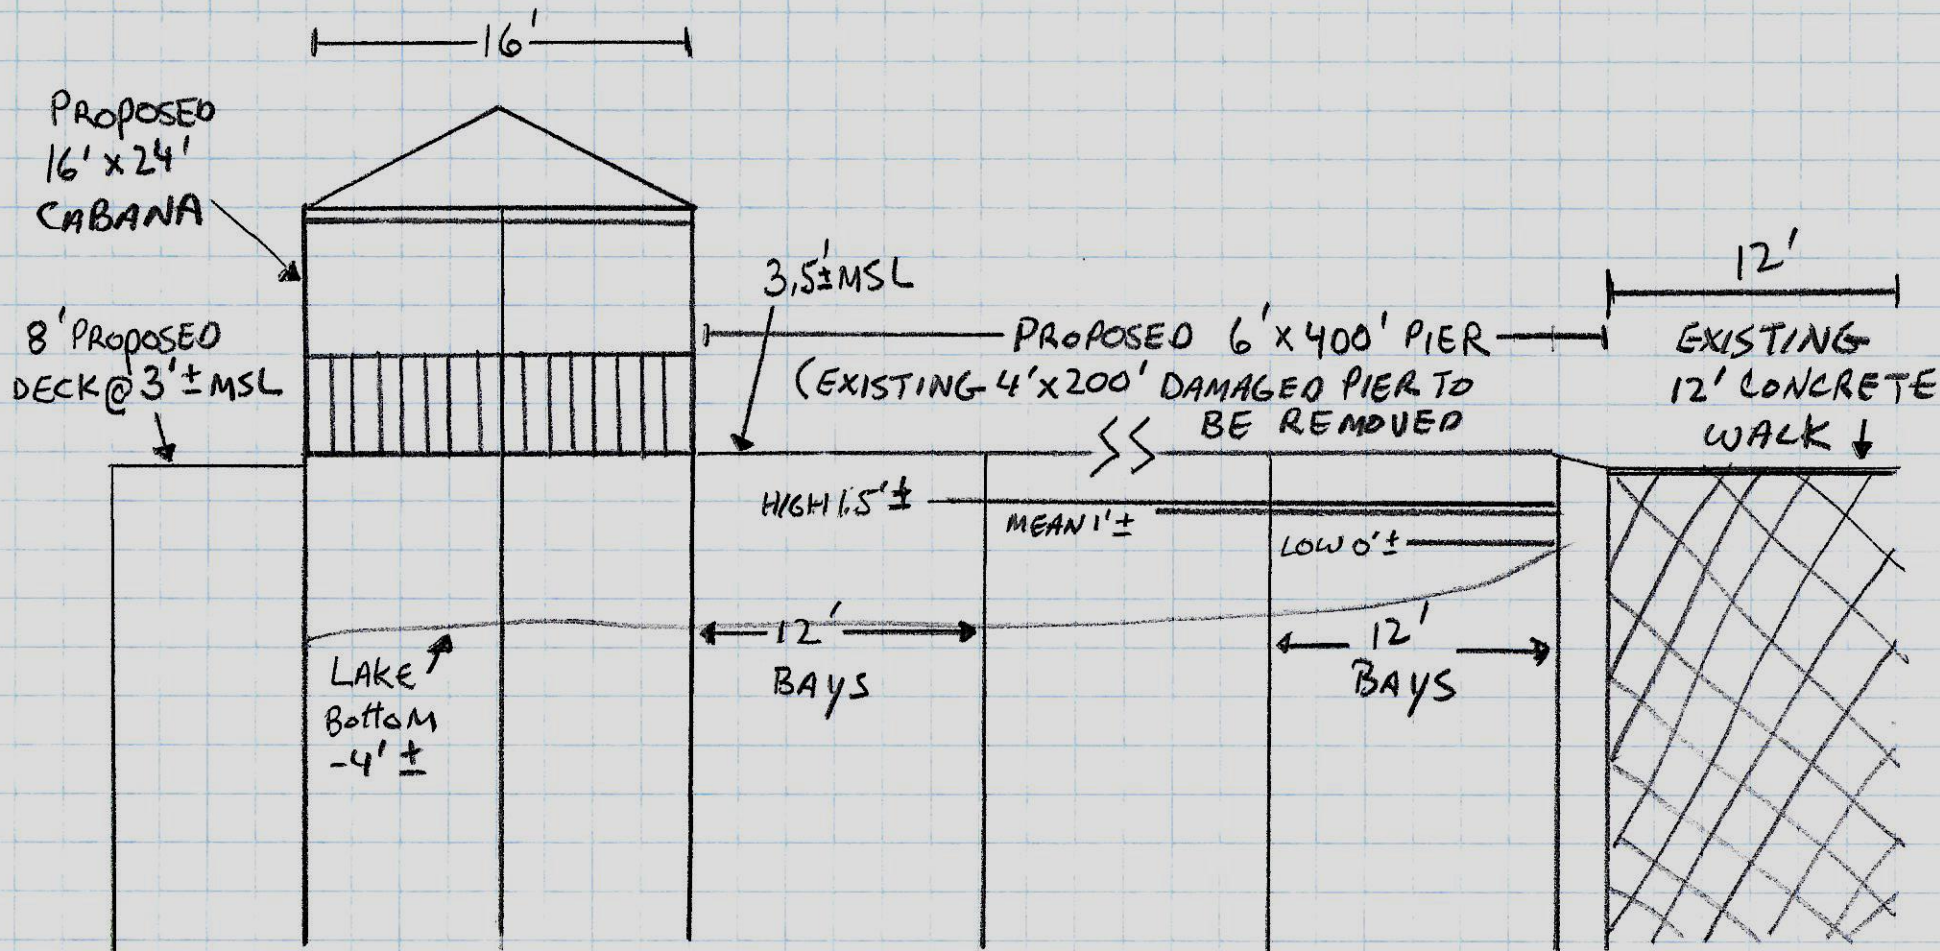 16'
PROPOSED
16' x 24'
CABANA
8' PROPOSED
DECK @ 3' ± MSL
3,5'± MSL
PROPOSED 6' X 400' PIER
(EXISTING 4' X 200' DAMAGED PIER TO
BE REMOVED
12'
EXISTING
12' CONCRETE
WALK
HIGH 1.5' ±
MEAN 1' ±
LOW 0' ±
12'
BAYS
12'
BAYS
LAKE
BOTTOM
-4' ±